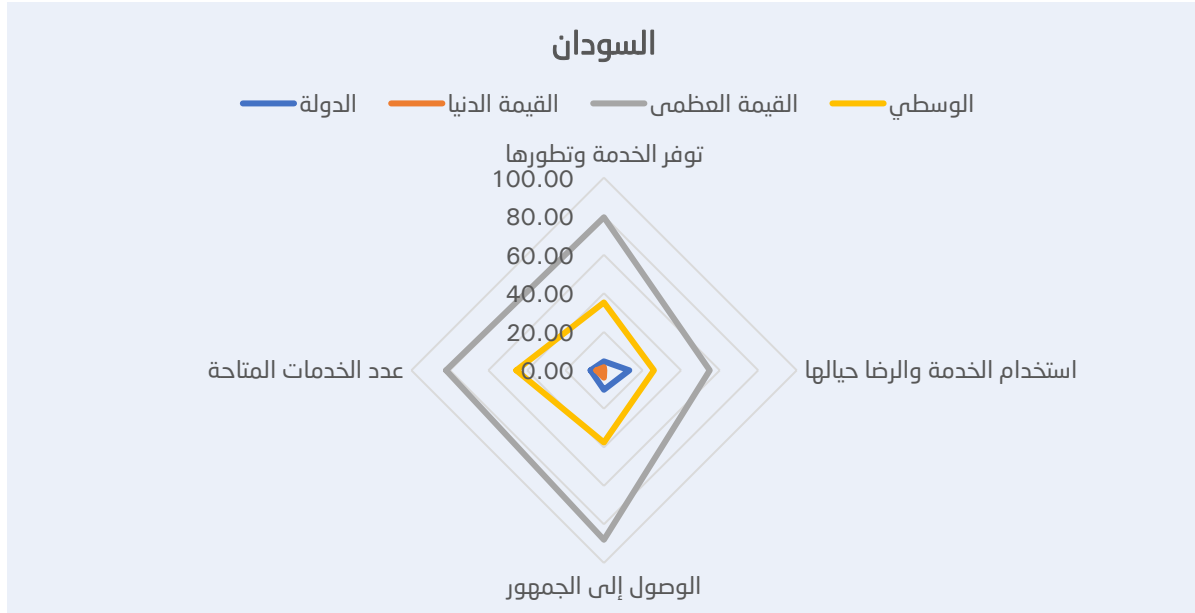 السودان
الدولة القيمة الدنيا القيمة العظمى الوسطي
توفر الخدمة وتطورها
100.00
80.00
60.00
40.00
20.00
0.00
استخدام الخدمة والرضا حيالها
عدد الخدمات المتاحة
الوصول إلى الجمهور